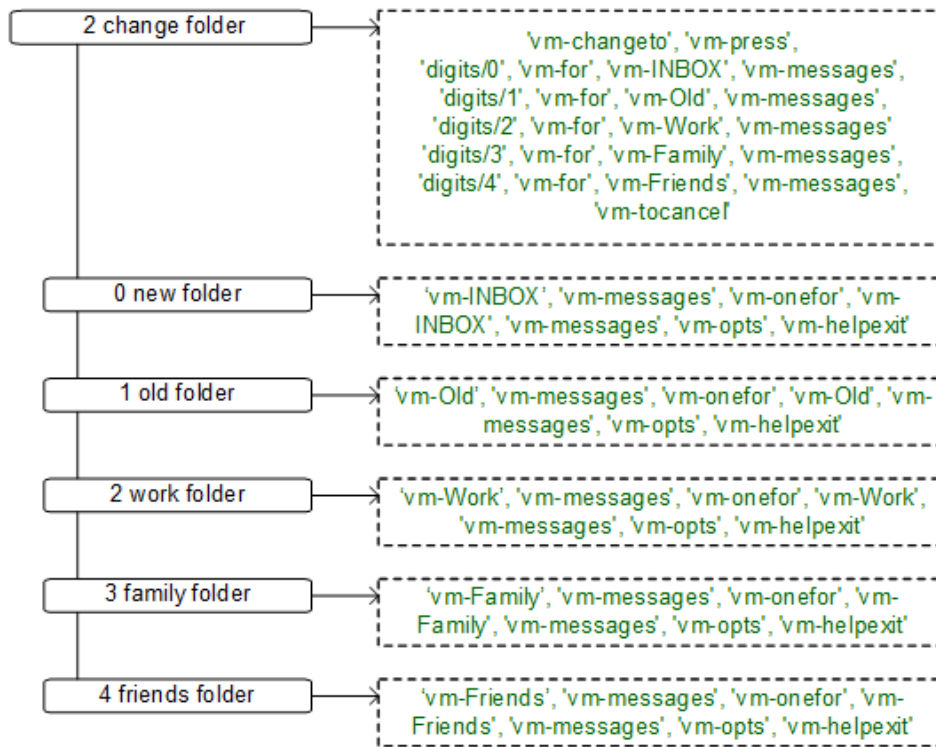 2 change folder
'vm-changeto', 'vm-press',
'digits/0', 'vm-for', 'vm-INBOX', 'vm-messages',
'digits/1', 'vm-for', 'vm-Old', 'vm-messages',
'digits/2', 'vm-for', 'vm-Work', 'vm-messages'
'digits/3', 'vm-for', 'vm-Family', 'vm-messages',
'digits/4', 'vm-for', 'vm-Friends', 'vm-messages',
'vm-tocancel'
0 new folder
‘vm-INBOX’, 'vm-messages', 'vm-onefor', 'vm-
INBOX’, 'vm-messages', 'vm-opts', 'vm-helpexit'
1 old folder
‘vm-Old’, 'vm-messages', 'vm-onefor', 'vm-Old’, 'vm-
messages', 'vm-opts', 'vm-helpexit'
2 work folder
‘vm-Work’, 'vm-messages', 'vm-onefor', 'vm-Work’,
'vm-messages', 'vm-opts', 'vm-helpexit'
3 family folder
‘vm-Family’, 'vm-messages', 'vm-onefor', 'vm-
Family’, 'vm-messages', 'vm-opts', 'vm-helpexit'
4 friends folder
‘vm-Friends’, 'vm-messages', 'vm-onefor', 'vm-
Friends’, 'vm-messages', 'vm-opts', 'vm-helpexit'